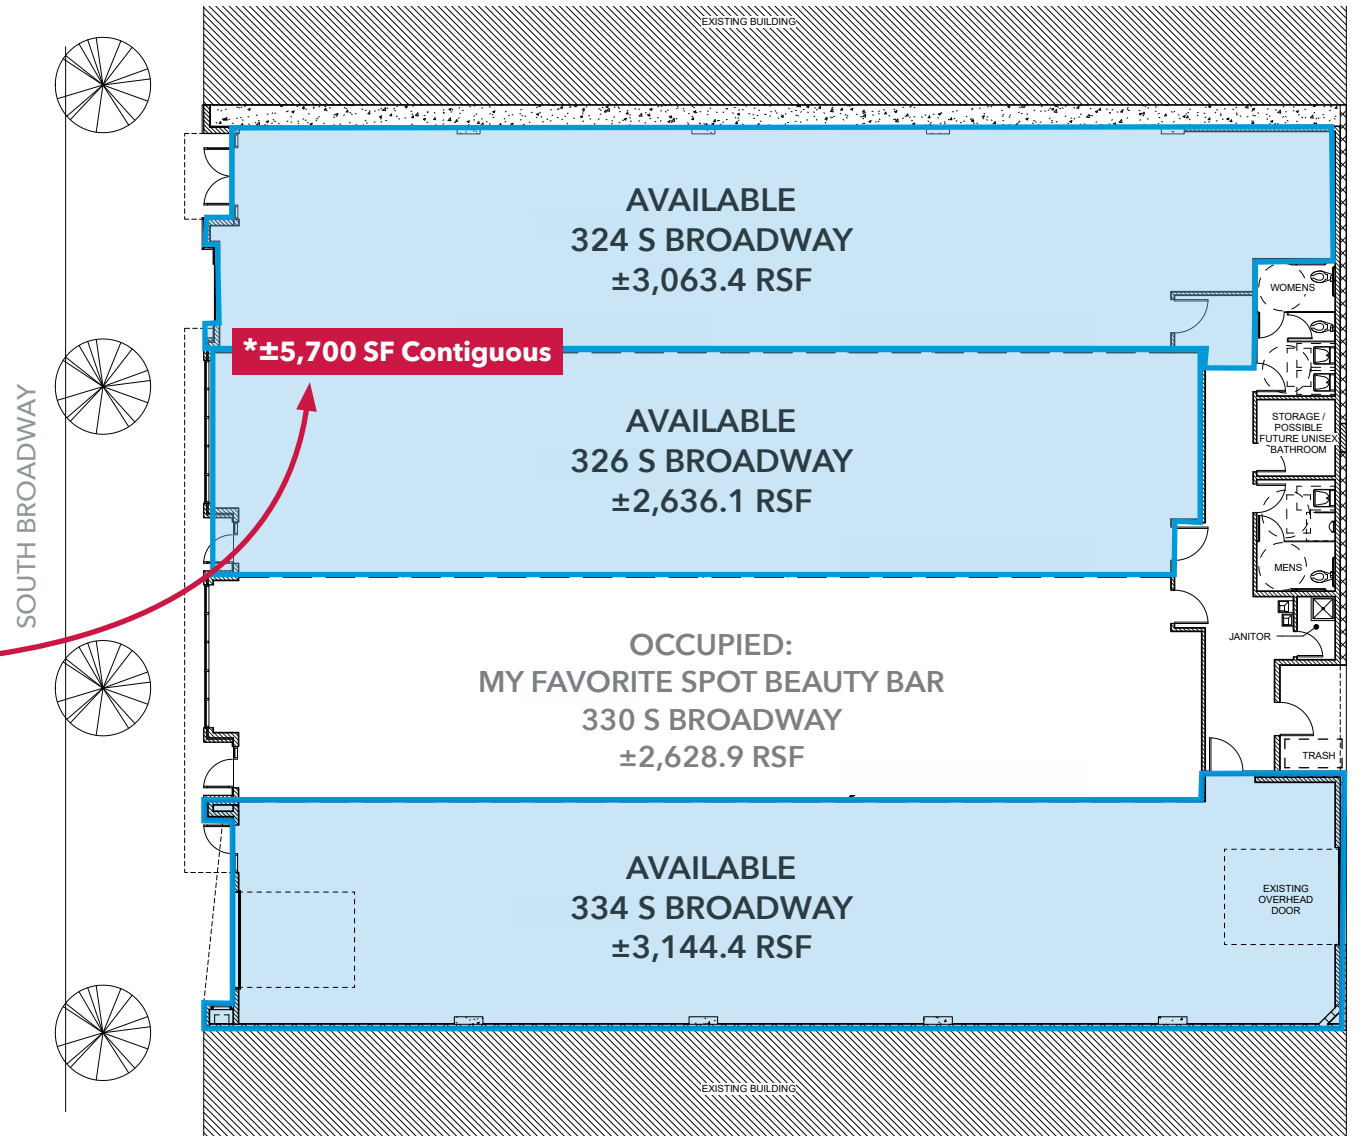 EXISTING BUILDING
AVAILABLE
324 S BROADWAY
±3,063.4 RSF
WOMENS
*±5,700 SF Contiguous
SOUTH BROADWAY
AVAILABLE
326 S BROADWAY
±2,636.1 RSF
STORAGE /
POSSIBLE
FUTURE UNISEX
BATHROOM
MENS
JANITOR
OCCUPIED:
MY FAVORITE SPOT BEAUTY BAR
330 S BROADWAY
±2,628.9 RSF
TRASH
AVAILABLE
334 S BROADWAY
±3,144.4 RSF
EXISTING
OVERHEAD
DOOR
EXISTING BUILDING